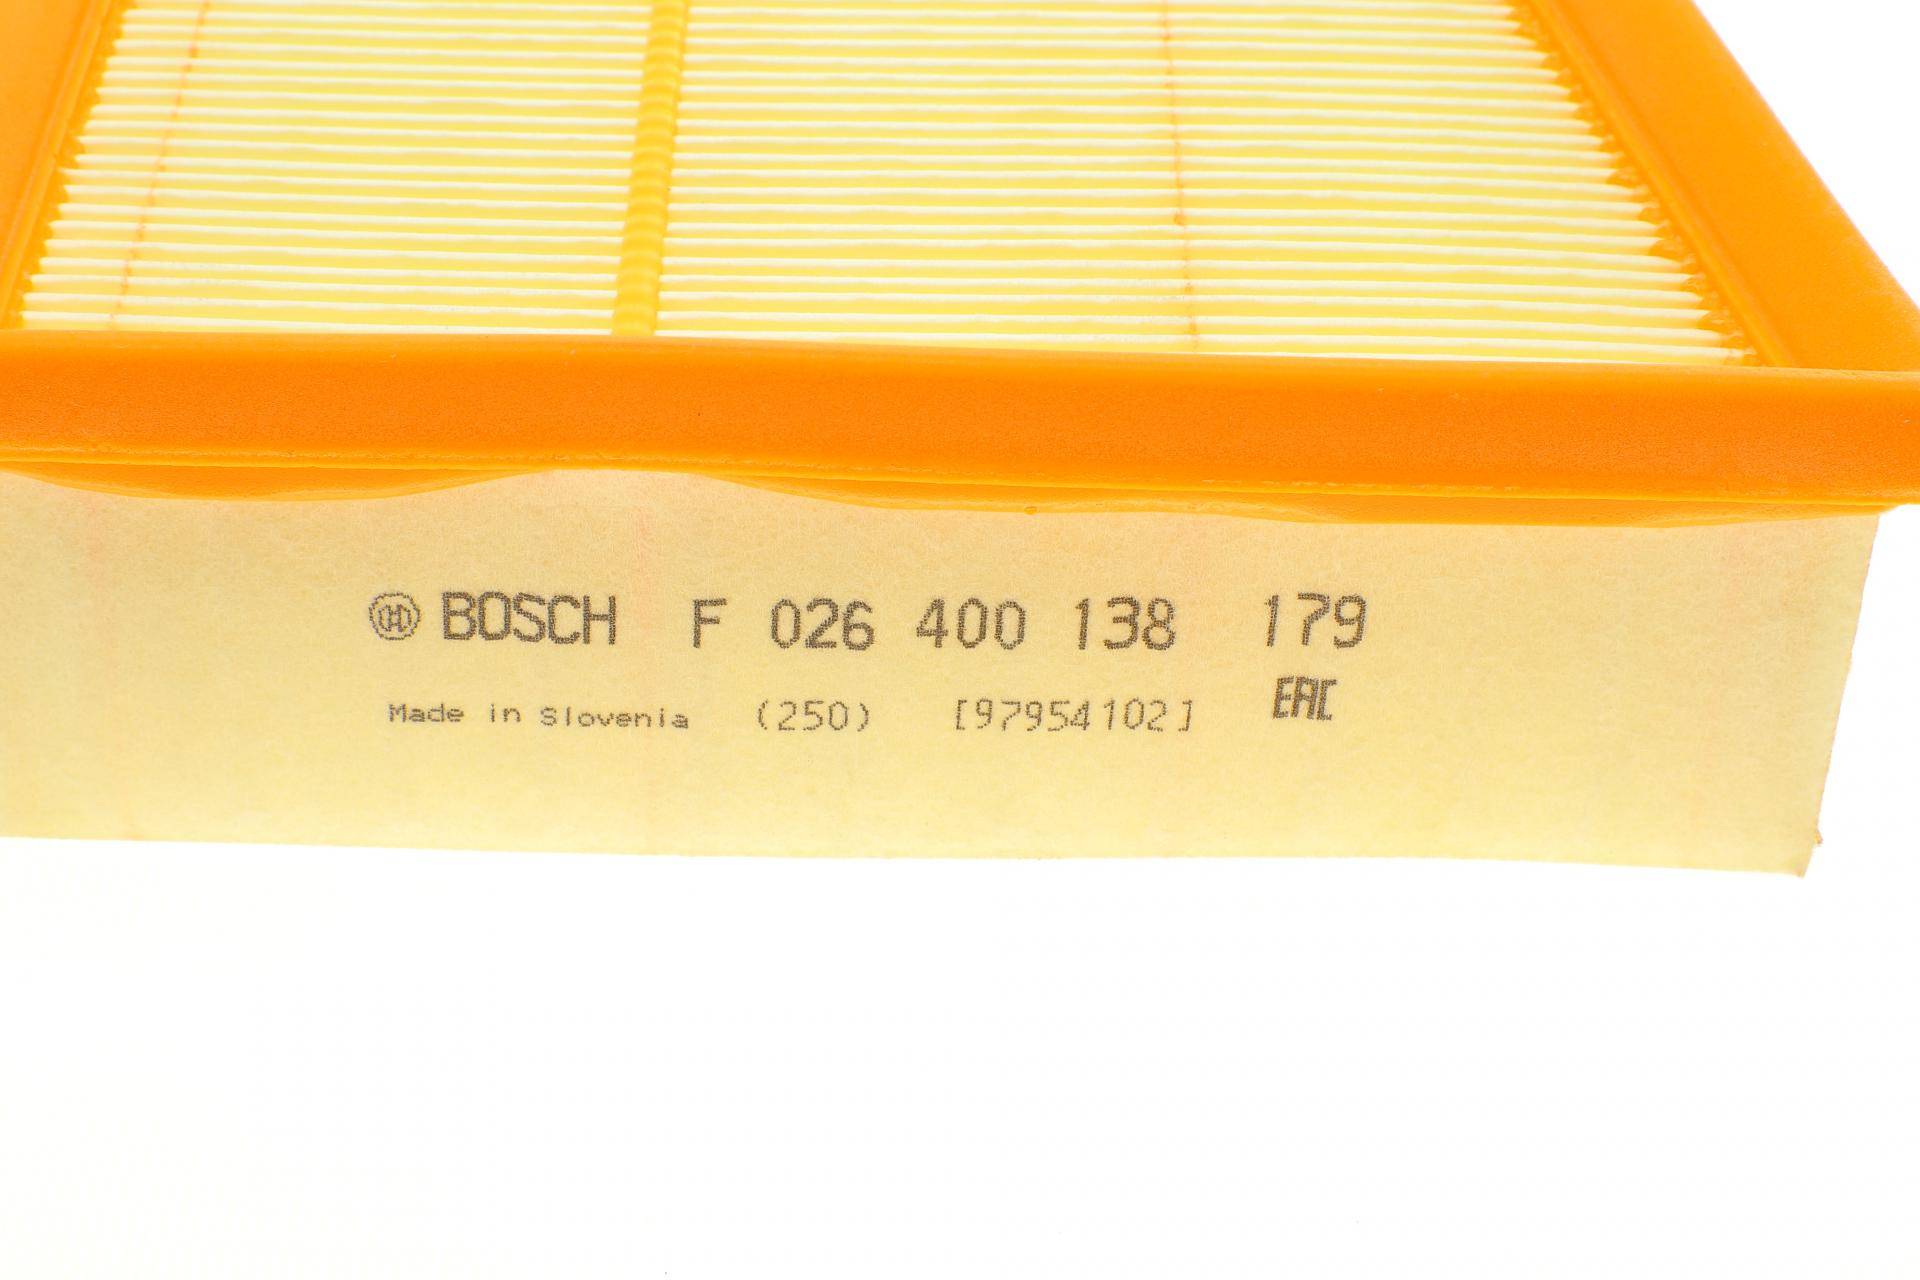 BOSCH F 026 400 138 179
Made in Slovenia (250) [97954102] EAC